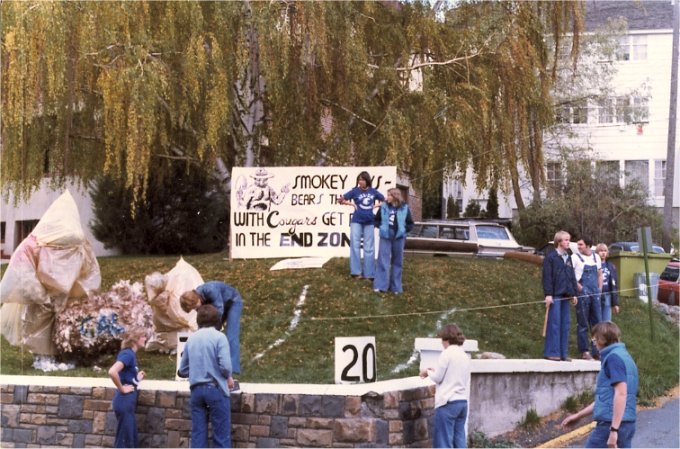 SMOKEY
BEARS
WITH Cougars GET
IN THE END ZON
20